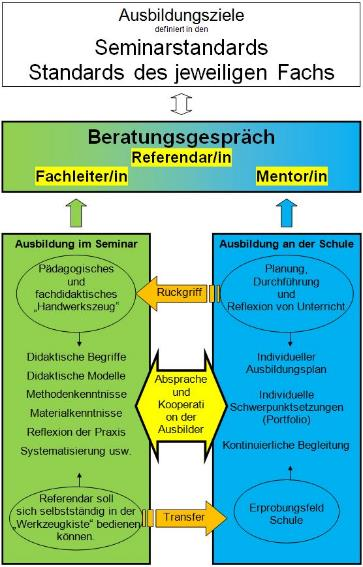 Ausbildungsziele
definiert in den
Seminarstandards
Standards des jeweiligen Fachs
Beratungsgespräch
Referendar/in
Fachleiter/in
Mentor/in
Ausbildung im Seminar
Pädagogisches
und
fachdidaktisches
„Handwerkszeug“
Didaktische Begriffe
Didaktische Modelle
Methodenkenntnisse
Materialkenntnisse
Reflexion der Praxis
Systematisierung usw.
Referendar soll
sich selbstständig in der
„Werkzeugkiste“ bedienen
können.
Rückgriff
Absprache
und
Kooperati
on der
Ausbilder
Transfer
Ausbildung an der Schule
Planung,
Durchführung
und
Reflexion von Unterricht
Individueller
Ausbildungsplan
Individuelle
Schwerpunktsetzungen
(Portfolio)
Kontinuierliche Begleitung
Erprobungsfeld
Schule